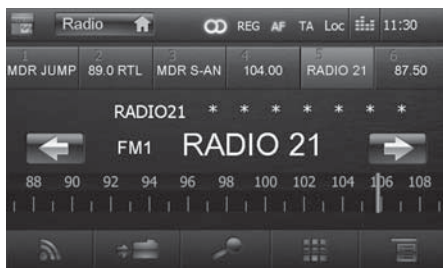 Radio REG AF TA Loc 11:30
1 2 3 4 5 6
MDR JUMP 89.0 RTL MDR S-AN 104.00 RADIO 21 87.50
RADIO21 * * * * * * *
FM1 RADIO 21
88 90 92 94 96 98 100 102 104 106 108